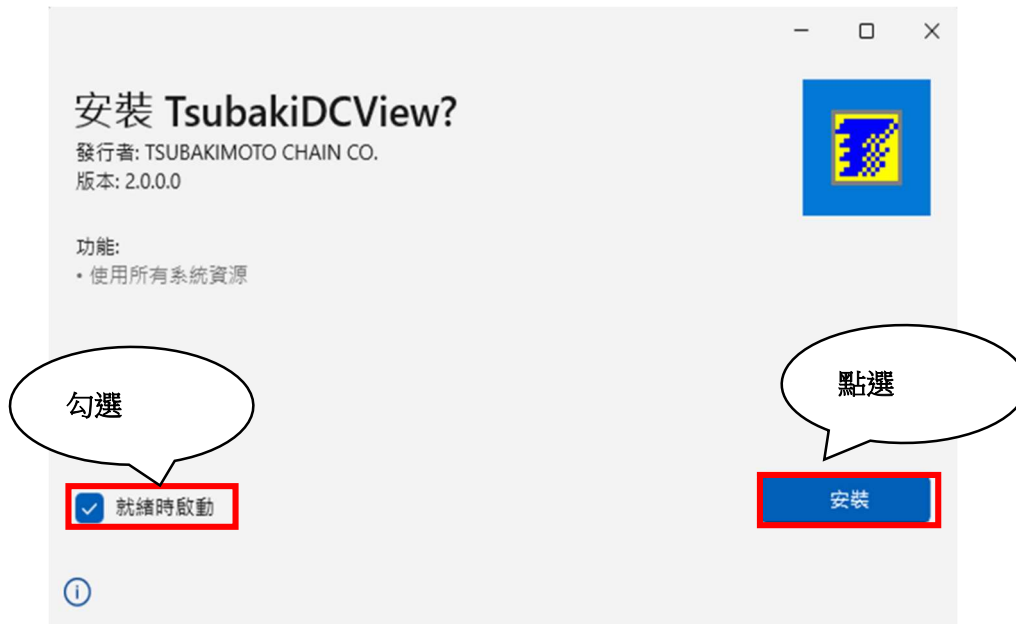 安裝 TsubakiDCView?
發行者: TSUBAKIMOTO CHAIN CO.
版本: 2.0.0.0
功能:
• 使用所有系統資源
勾選
點選
就緒時啟動
安裝